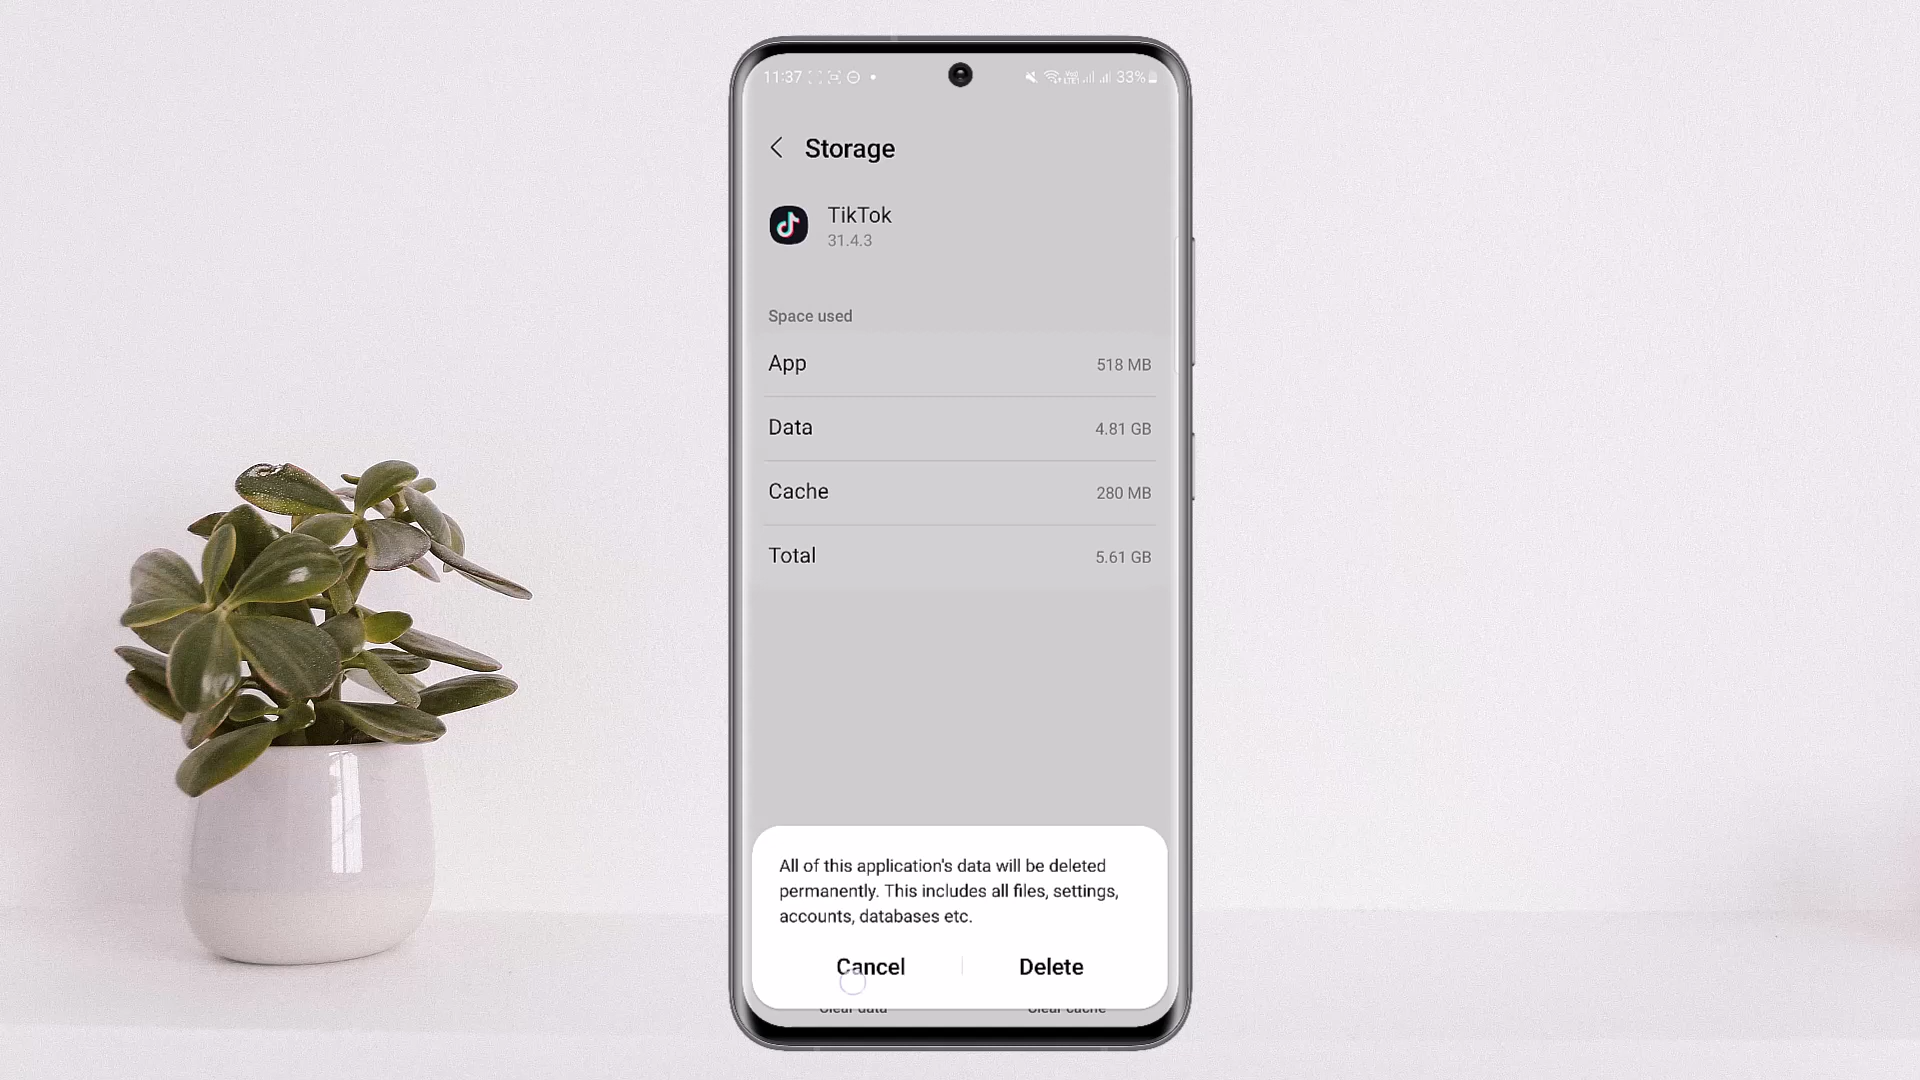 11:37
33%
Storage
TikTok
31.4.3
Space used
App 518 MB
Data 4.81 GB
Cache 280 MB
Total 5.61 GB
All of this application's data will be deleted
permanently. This includes all files, settings,
accounts, databases etc.
Cancel Delete
Clear data Clear cache